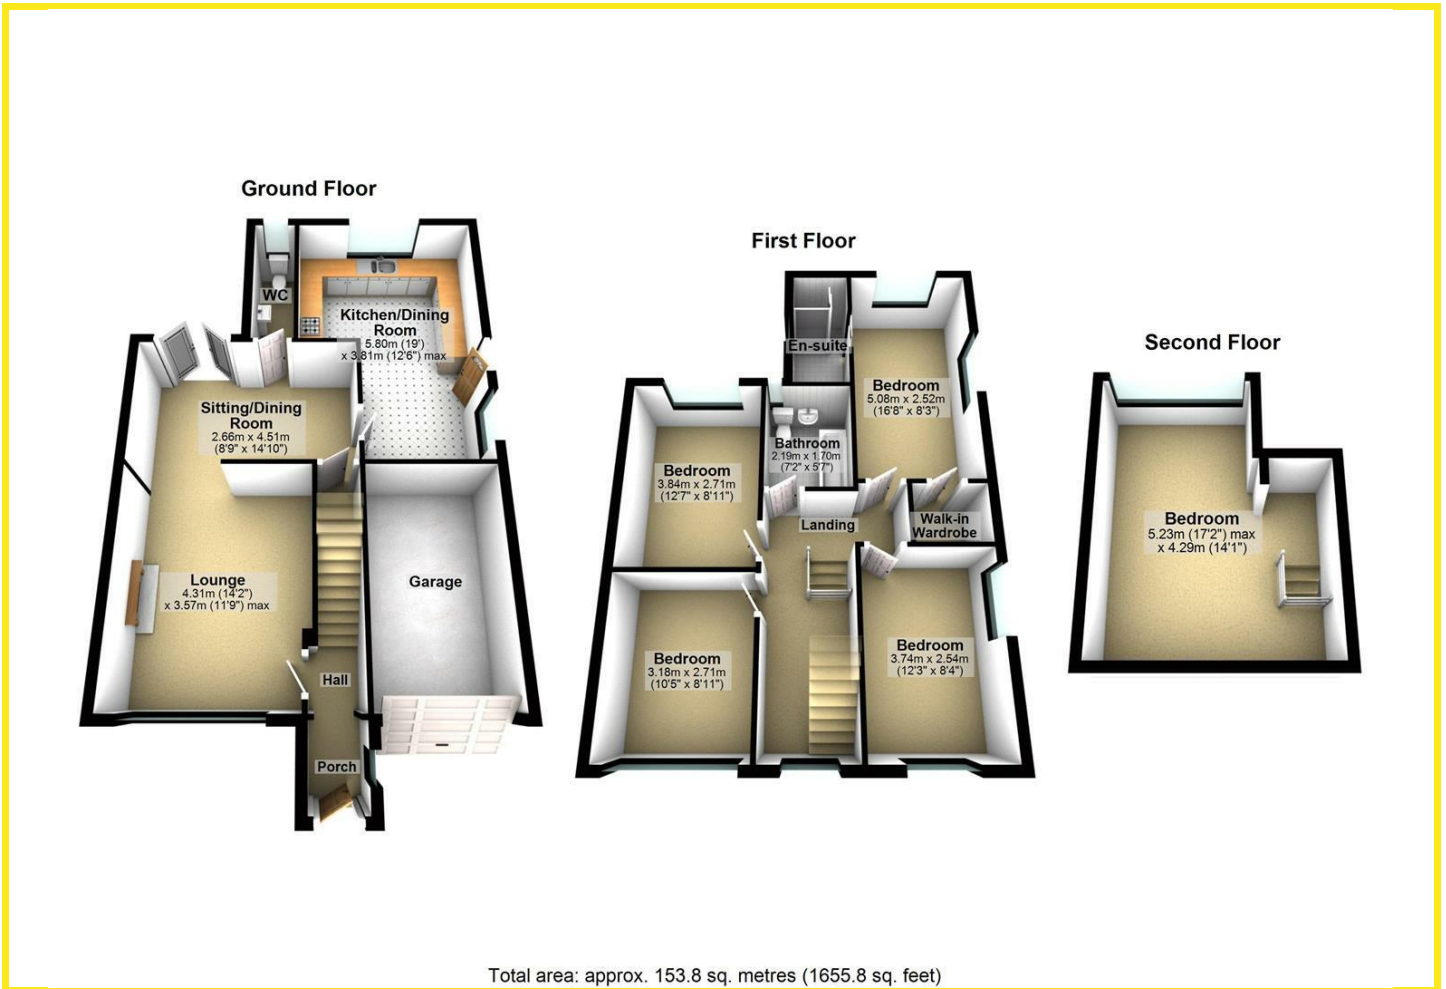 Ground Floor
WC
Kitchen/Dining
Room
5.80m (19')
x 3.81m (12'6") max
Sitting/Dining
Room
2.66m x 4.51m
(8'9" x 14'10")
Lounge
4.31m (14'2")
x 3.57m (11'9") max
Garage
Hall
Porch
First Floor
En-suite
Bedroom
5.08m x 2.52m
(16'8" x 8'3")
Bathroom
2.19m x 1.70m
(7'2" x 5'7")
Bedroom
3.84m x 2.71m
(12'7" x 8'11")
Landing
Walk-in
Wardrobe
Bedroom
3.18m x 2.71m
(10'5" x 8'11")
Bedroom
3.74m x 2.54m
(12'3" x 8'4")
Second Floor
Bedroom
5.23m (17'2") max
x 4.29m (14'1")
Total area: approx. 153.8 sq. metres (1655.8 sq. feet)